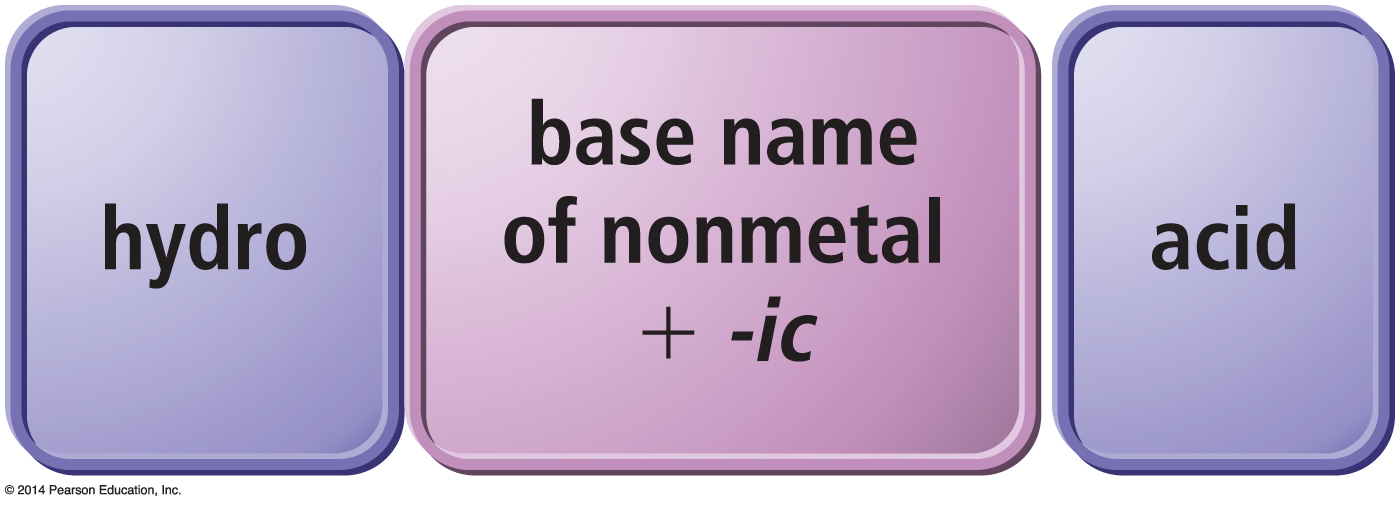 hydro
base name
of nonmetal
+ -ic
acid
© 2014 Pearson Education, Inc.